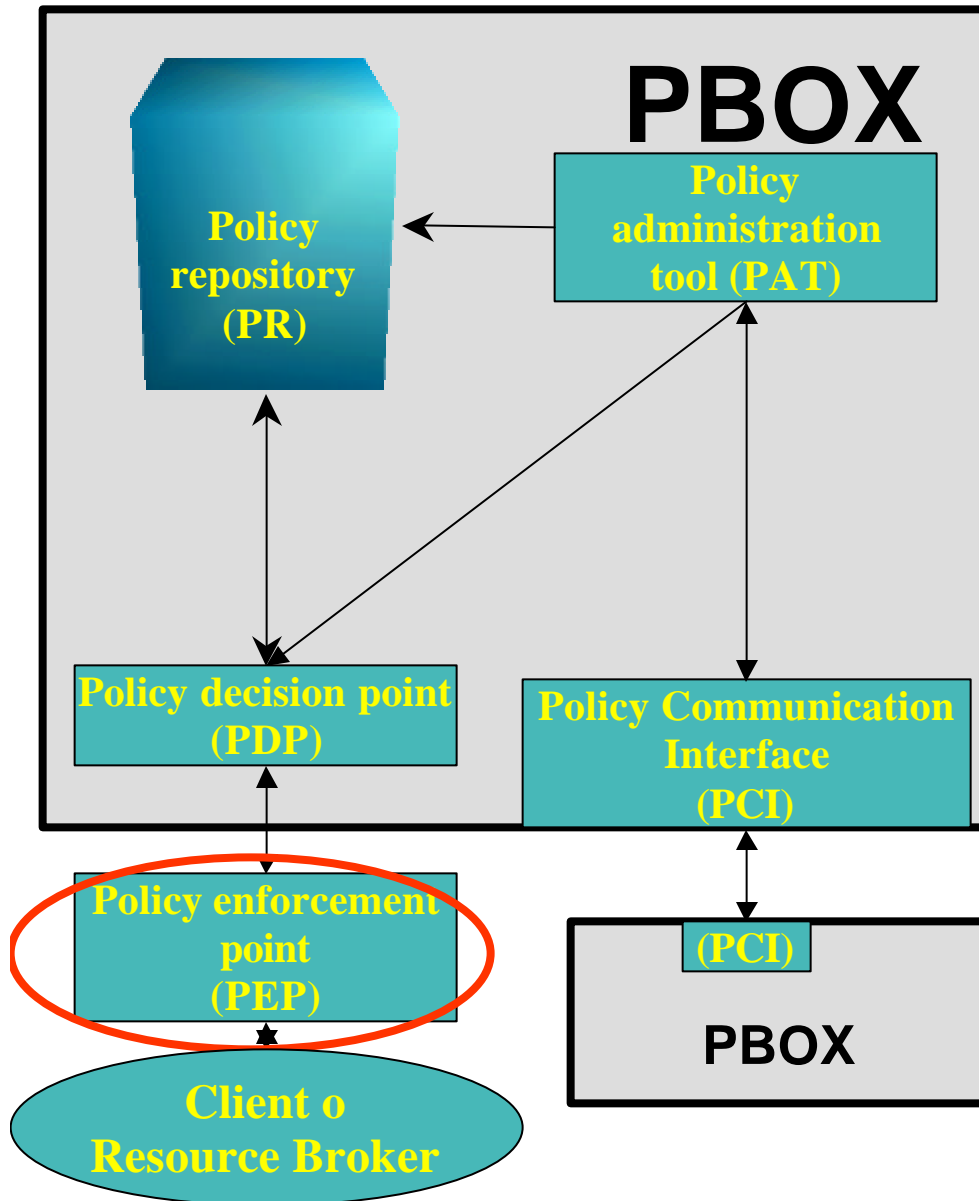 PBOX
Policy
administration
tool (PAT)
Policy
repository
(PR)
Policy decision point
(PDP)
Policy Communication
Interface
(PCI)
Policy enforcement
point
(PEP)
(PCI)
PBOX
Client o
Resource Broker